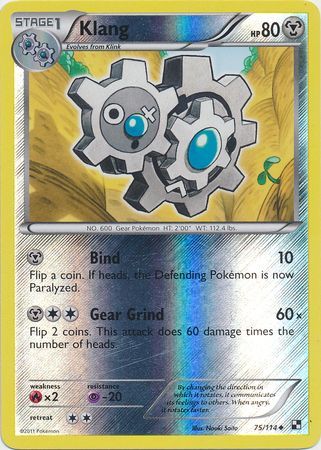 STAGE1
Klang
HP 80
Evolves from Klink
NO. 600 Gear Pokémon HT: 2'00" WT: 112.4 lbs.
Bind 10
Flip a coin. If heads, the Defending Pokémon is now
Paralyzed.
Gear Grind 60×
Flip 2 coins. This attack does 60 damage times the
number of heads.
weakness resistance
×2 -20
retreat
By changing the direction in
which it rotates, it communicates
its feelings to others. When angry,
it rotates faster.
©2011 Pokémon
Illus. Naoki Saito
75/114